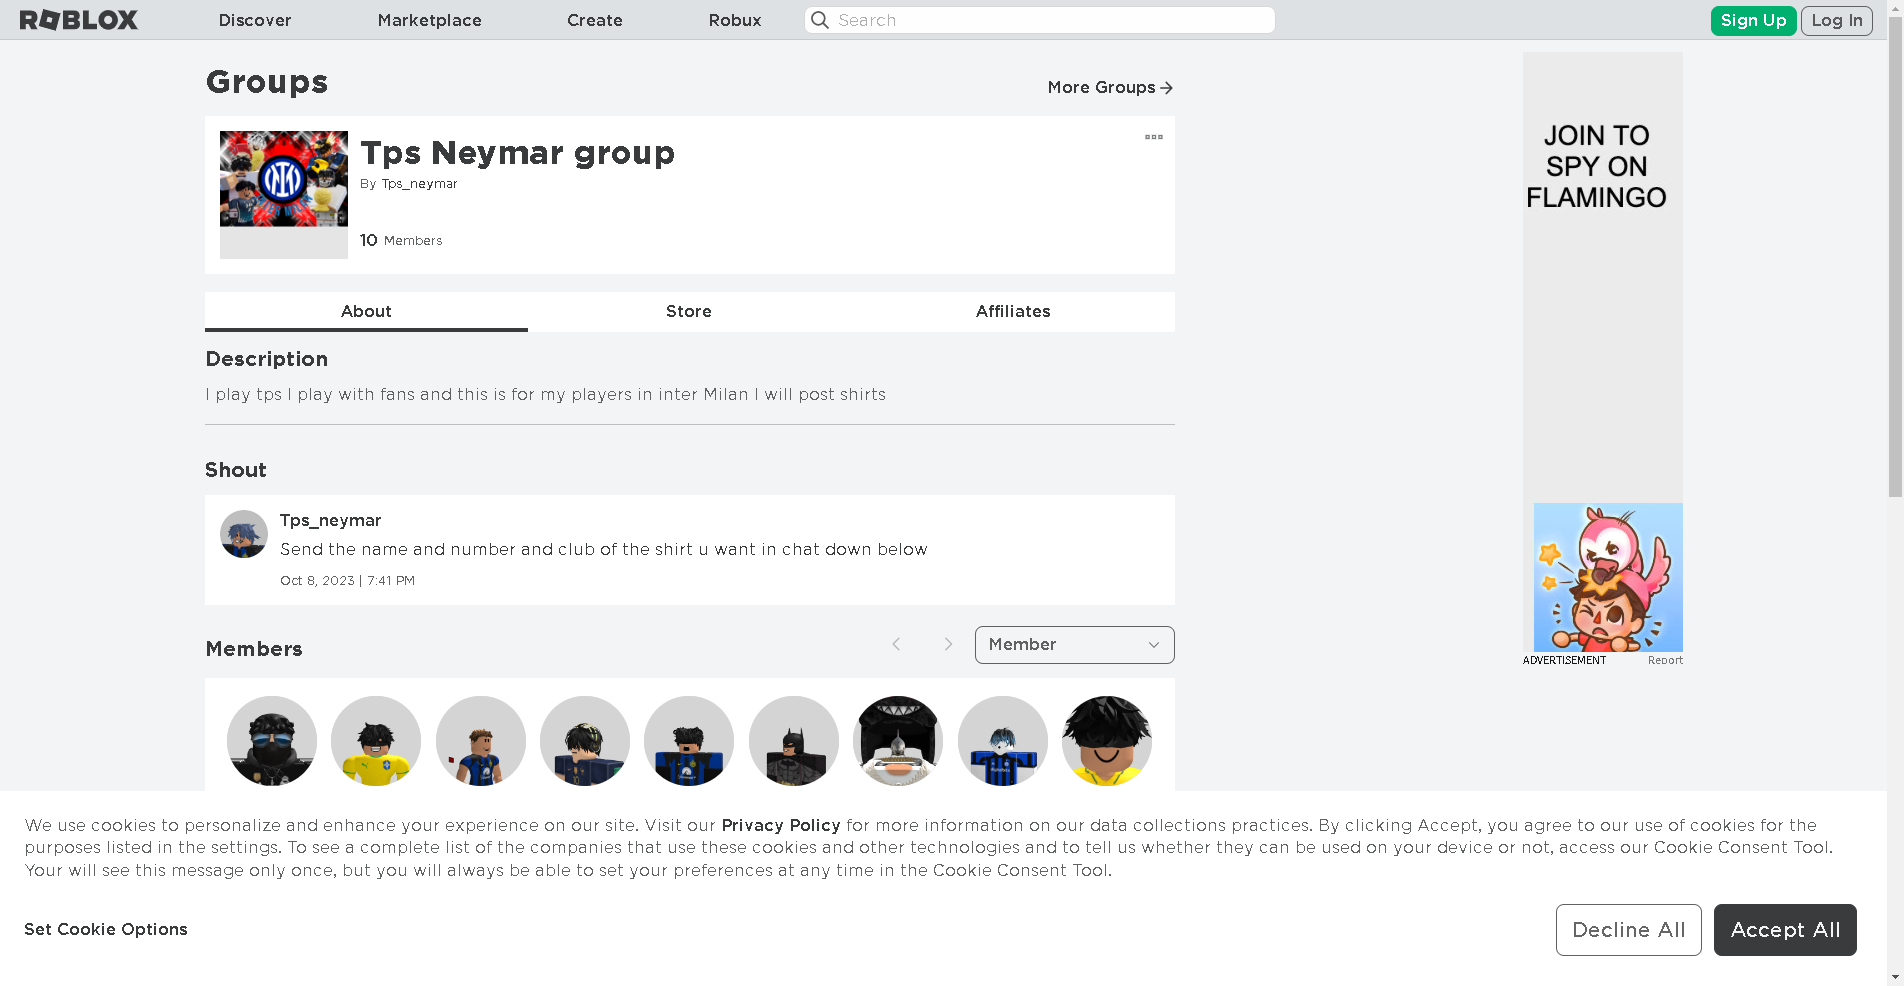 ROBLOX
Discover
Marketplace
Create
Robux
Search
Sign Up
Log In
Groups
More Groups
Tps Neymar group
By Tps_neymar
10 Members
About
Store
Affiliates
Description
I play tps I play with fans and this is for my players in inter Milan I will post shirts
Shout
Tps_neymar
Send the name and number and club of the shirt u want in chat down below
Oct 8, 2023 | 7:41 PM
Members
Member
JOIN TO
SPY ON
FLAMINGO
ADVERTISEMENT
Report
We use cookies to personalize and enhance your experience on our site. Visit our Privacy Policy for more information on our data collections practices. By clicking Accept, you agree to our use of cookies for the
purposes listed in the settings. To see a complete list of the companies that use these cookies and other technologies and to tell us whether they can be used on your device or not, access our Cookie Consent Tool.
Your will see this message only once, but you will always be able to set your preferences at any time in the Cookie Consent Tool.
Set Cookie Options
Decline All
Accept All